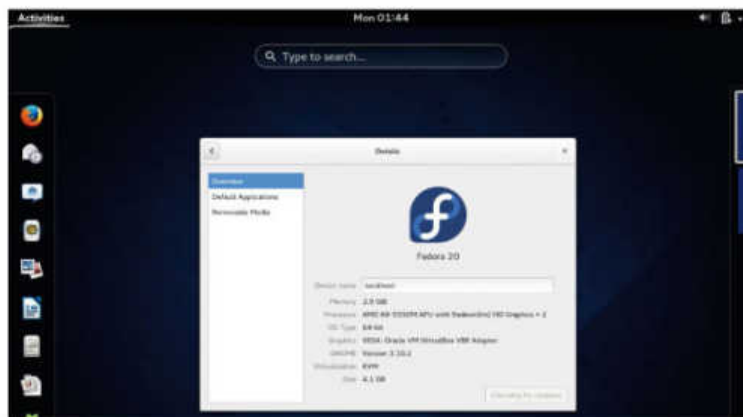 Activities
Mon 01:44
Type to search...
Details
Overview
Default Applications
Removable Media
Fedora 20
Device name localhost
Memory 2.0 GB
Processor AMD A8-5550M APU with Radeon(tm) HD Graphics × 2
OS Type 64-bit
Graphics VESA: Oracle VM VirtualBox VBE Adapter
GNOME Version 3.10.2
Virtualization KVM
Disk 4.1 GB
Checking for Updates